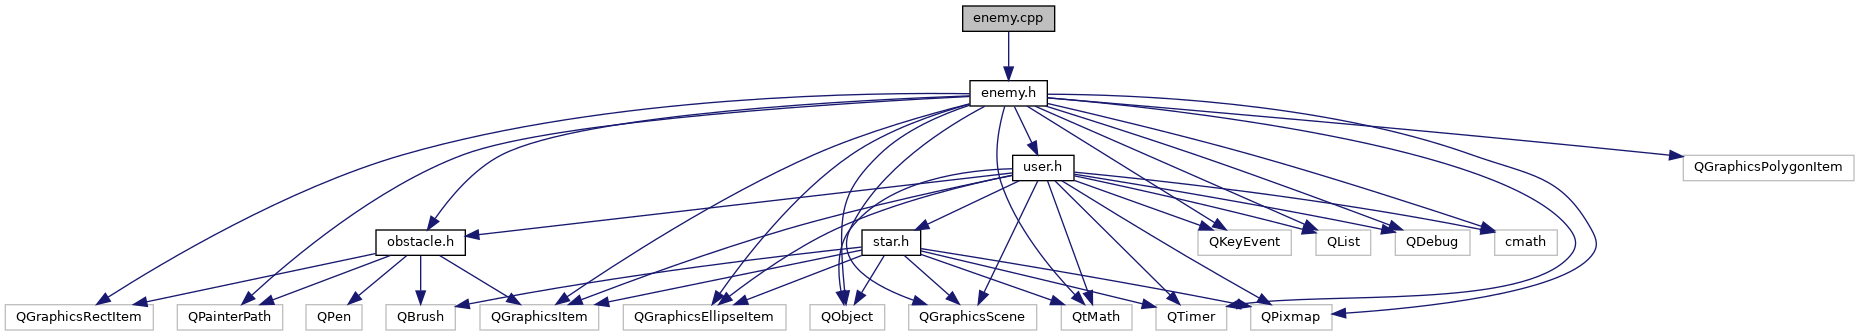 enemy.cpp
enemy.h
user.h
QGraphicsPolygonItem
obstacle.h
star.h
QKeyEvent
QList
QDebug
cmath
QGraphicsRectItem
QPainterPath
QPen
QBrush
QGraphicsItem
QGraphicsEllipseItem
QObject
QGraphicsScene
QtMath
QTimer
QPixmap